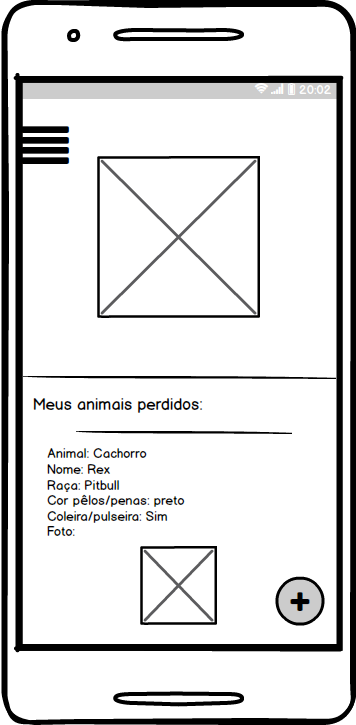 20:02
Meus animais perdidos:
Animal: Cachorro
Nome: Rex
Raça: Pitbull
Cor pêlos/penas: preto
Coleira/pulseira: Sim
Foto:
+